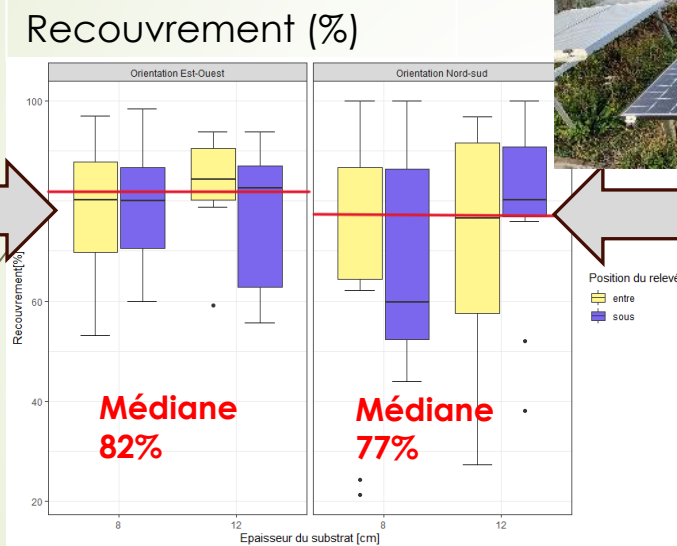 Recouvrement (%)
Orientation Est-Ouest
Orientation Nord-sud
100
60
40
20
Recouvrement[%]
Médiane
82%
Médiane
77%
8
12
8
12
Epaisseur du substrat [cm]
Position du relevé
entre
sous